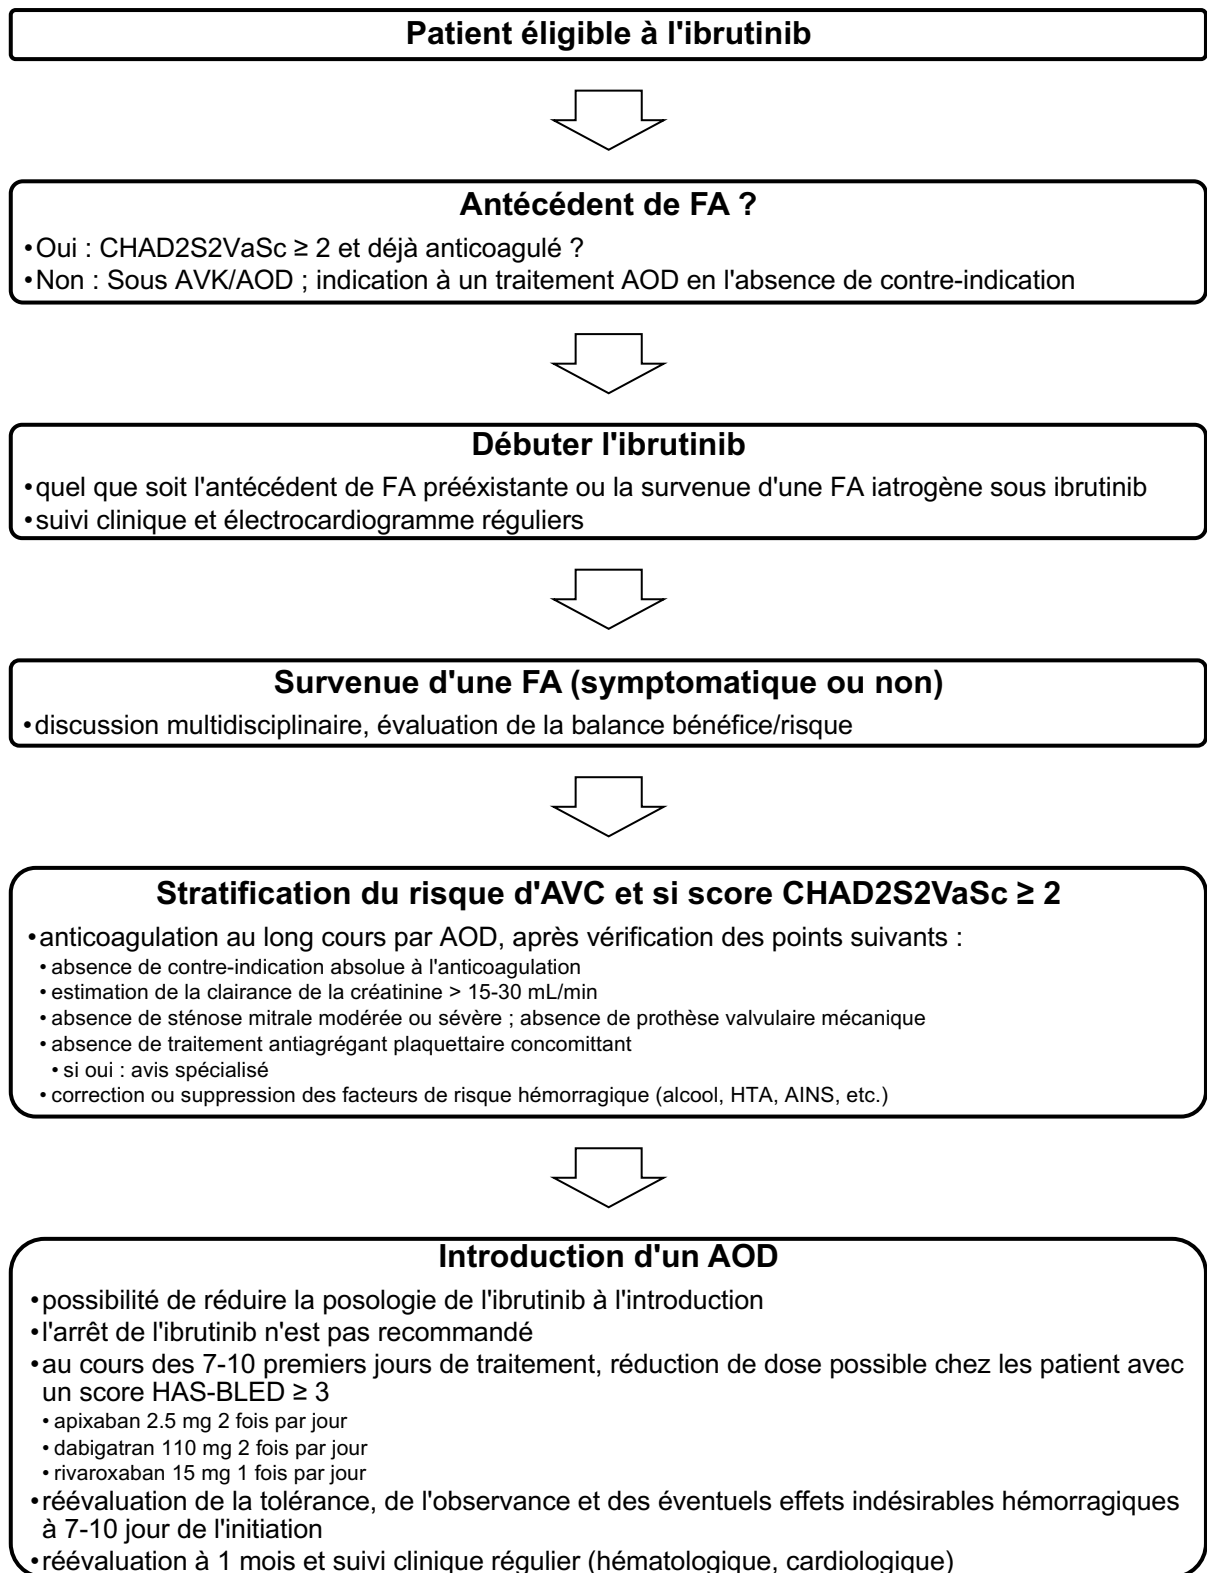 Patient éligible à l'ibrutinib
Antécédent de FA ?
•Oui : CHAD2S2VaSc ≥ 2 et déjà anticoagulé ?
•Non : Sous AVK/AOD ; indication à un traitement AOD en l'absence de contre-indication
Débuter l'ibrutinib
•quel que soit l'antécédent de FA prééxistante ou la survenue d'une FA iatrogène sous ibrutinib
•suivi clinique et électrocardiogramme réguliers
Survenue d'une FA (symptomatique ou non)
•discussion multidisciplinaire, évaluation de la balance bénéfice/risque
Stratification du risque d'AVC et si score CHAD2S2VaSc ≥ 2
•anticoagulation au long cours par AOD, après vérification des points suivants :
•absence de contre-indication absolue à l'anticoagulation
•estimation de la clairance de la créatinine > 15-30 mL/min
•absence de sténose mitrale modérée ou sévère ; absence de prothèse valvulaire mécanique
•absence de traitement antiagrégant plaquettaire concomittant
•si oui : avis spécialisé
•correction ou suppression des facteurs de risque hémorragique (alcool, HTA, AINS, etc.)
Introduction d'un AOD
•possibilité de réduire la posologie de l'ibrutinib à l'introduction
•l'arrêt de l'ibrutinib n'est pas recommandé
•au cours des 7-10 premiers jours de traitement, réduction de dose possible chez les patient avec
un score HAS-BLED ≥ 3
•apixaban 2.5 mg 2 fois par jour
•dabigatran 110 mg 2 fois par jour
•rivaroxaban 15 mg 1 fois par jour
•réévaluation de la tolérance, de l'observance et des éventuels effets indésirables hémorragiques
à 7-10 jour de l'initiation
•réévaluation à 1 mois et suivi clinique régulier (hématologique, cardiologique)